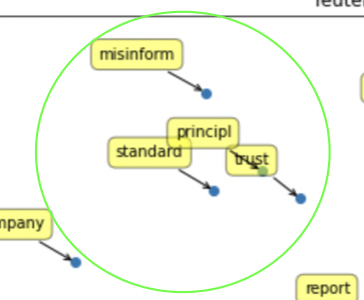 misinform
principl
standard
trust
mpany
report